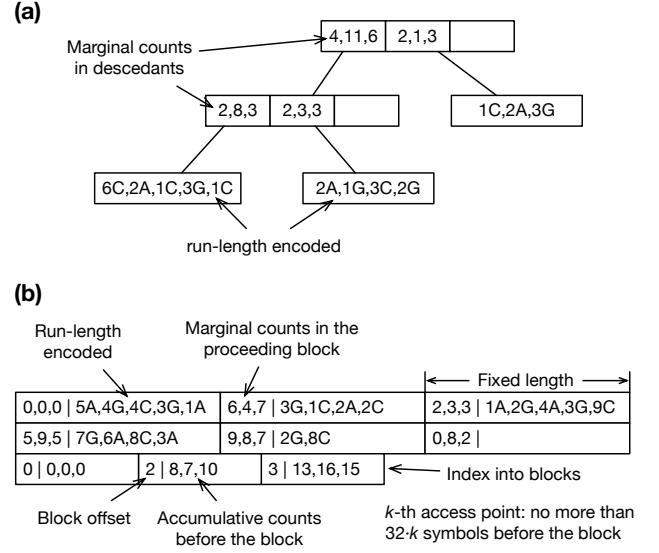 (a)
4,11,6 2,1,3
Marginal counts
in descedants
2,8,3 2,3,3 1C,2A,3G
6C,2A,1C,3G,1C 2A,1G,3C,2G
run-length encoded
(b)
Run-length
encoded
Marginal counts in the
proceeding block
Fixed length
0,0,0 | 5A,4G,4C,3G,1A 6,4,7 | 3G,1C,2A,2C 2,3,3 | 1A,2G,4A,3G,9C
5,9,5 | 7G,6A,8C,3A 9,8,7 | 2G,8C 0,8,2 |
0 | 0,0,0 2 | 8,7,10 3 | 13,16,15
Index into blocks
Block offset
Accumulative counts
before the block
k-th access point: no more than
32·k symbols before the block